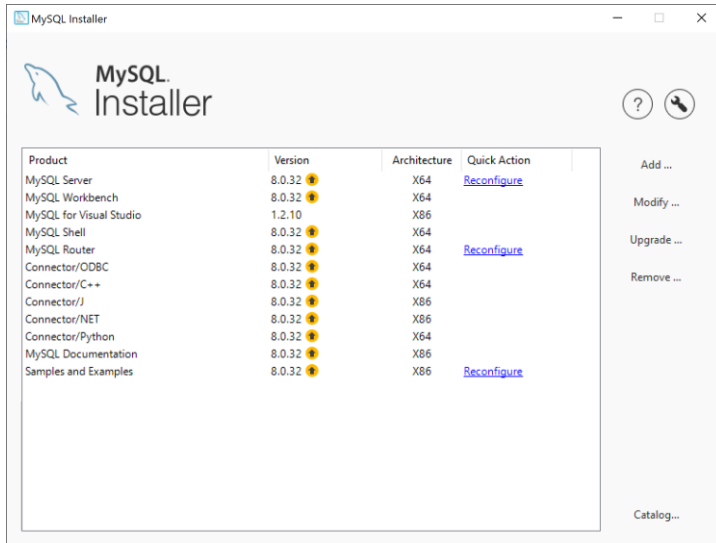 MySQL Installer
MySQL.
Installer
?
Product Version Architecture Quick Action
MySQL Server 8.0.32 X64 Reconfigure
MySQL Workbench 8.0.32 X64
MySQL for Visual Studio 1.2.10 X86
MySQL Shell 8.0.32 X64
MySQL Router 8.0.32 X64 Reconfigure
Connector/ODBC 8.0.32 X64
Connector/C++ 8.0.32 X64
Connector/J 8.0.32 X86
Connector/NET 8.0.32 X86
Connector/Python 8.0.32 X64
MySQL Documentation 8.0.32 X86
Samples and Examples 8.0.32 X86 Reconfigure
Add ...
Modify ...
Upgrade ...
Remove ...
Catalog...